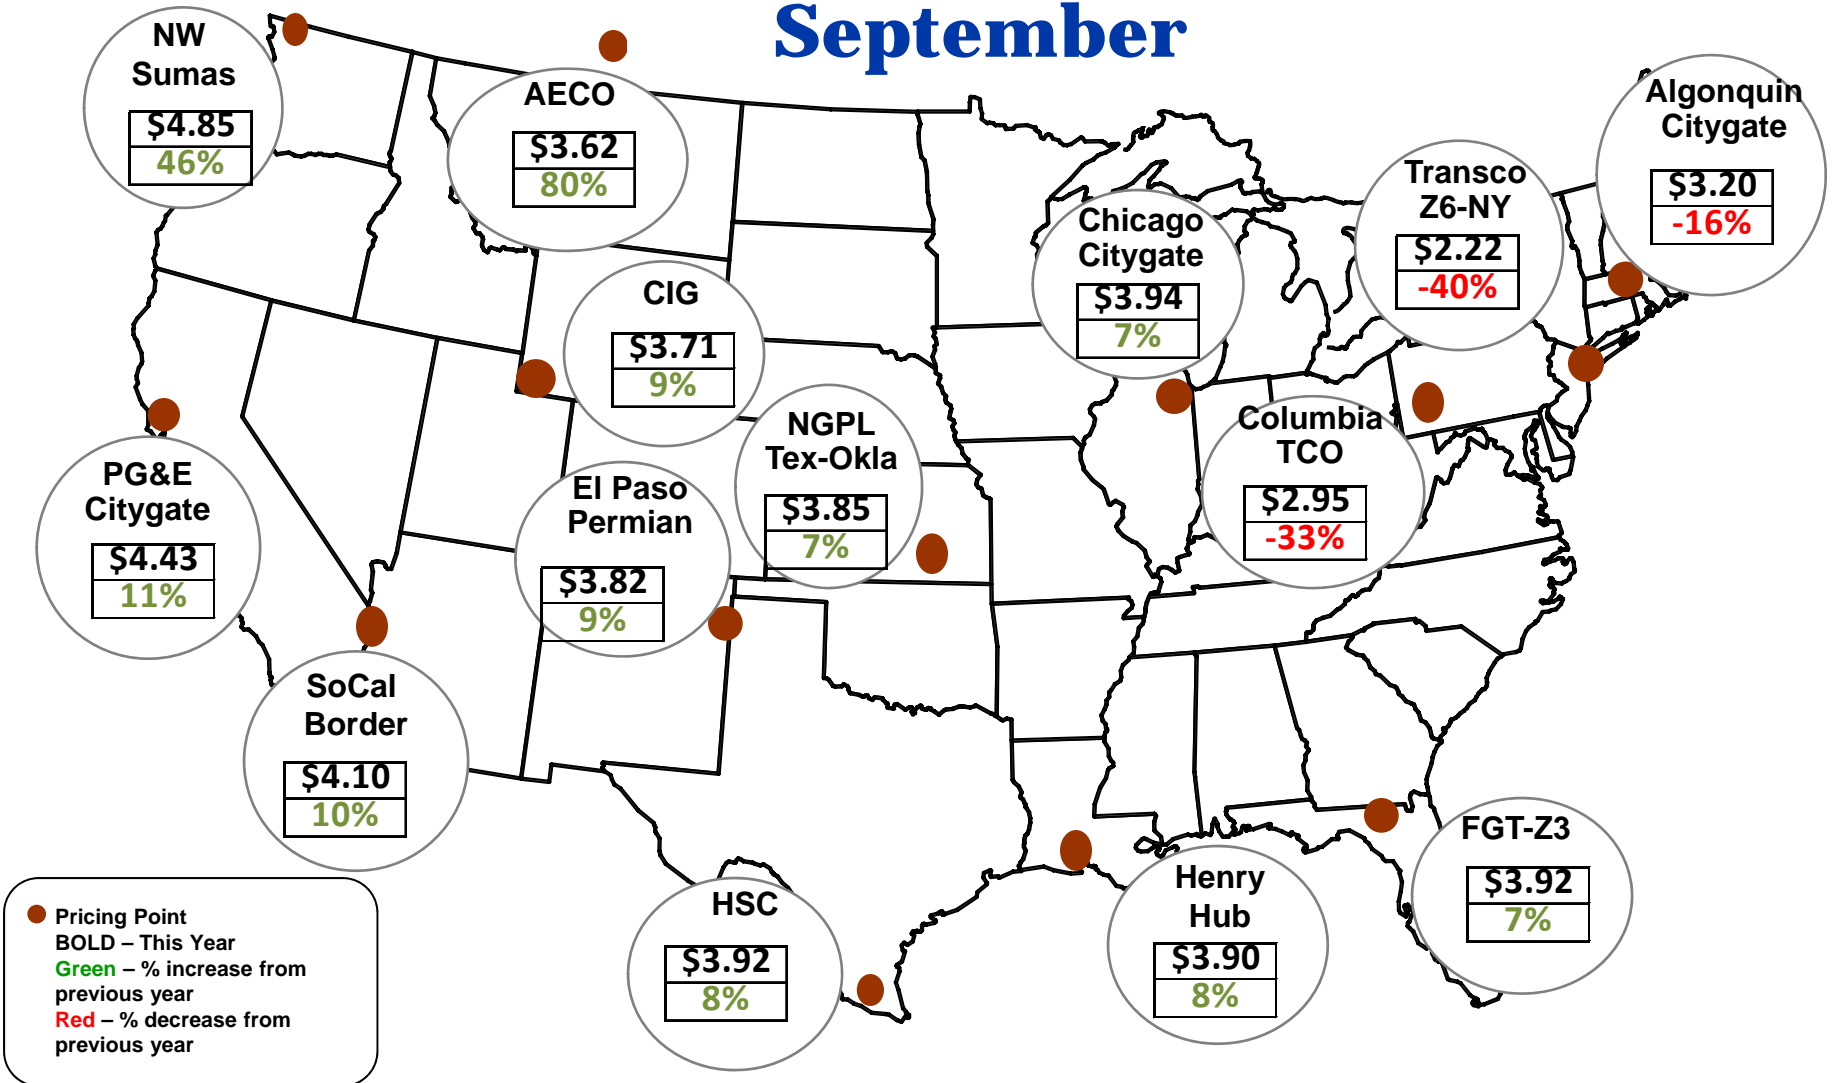 September
NW
Sumas
$4.85
46%
AECO
$3.62
80%
Algonquin
Citygate
$3.20
-16%
Transco
Z6-NY
$2.22
-40%
Chicago
Citygate
$3.94
7%
CIG
$3.71
9%
NGPL
Tex-Okla
$3.85
7%
Columbia
TCO
$2.95
-33%
PG&E
Citygate
$4.43
11%
El Paso
Permian
$3.82
9%
SoCal
Border
$4.10
10%
HSC
$3.92
8%
Henry
Hub
$3.90
8%
FGT-Z3
$3.92
7%
Pricing Point
BOLD – This Year
Green – % increase from
previous year
Red – % decrease from
previous year